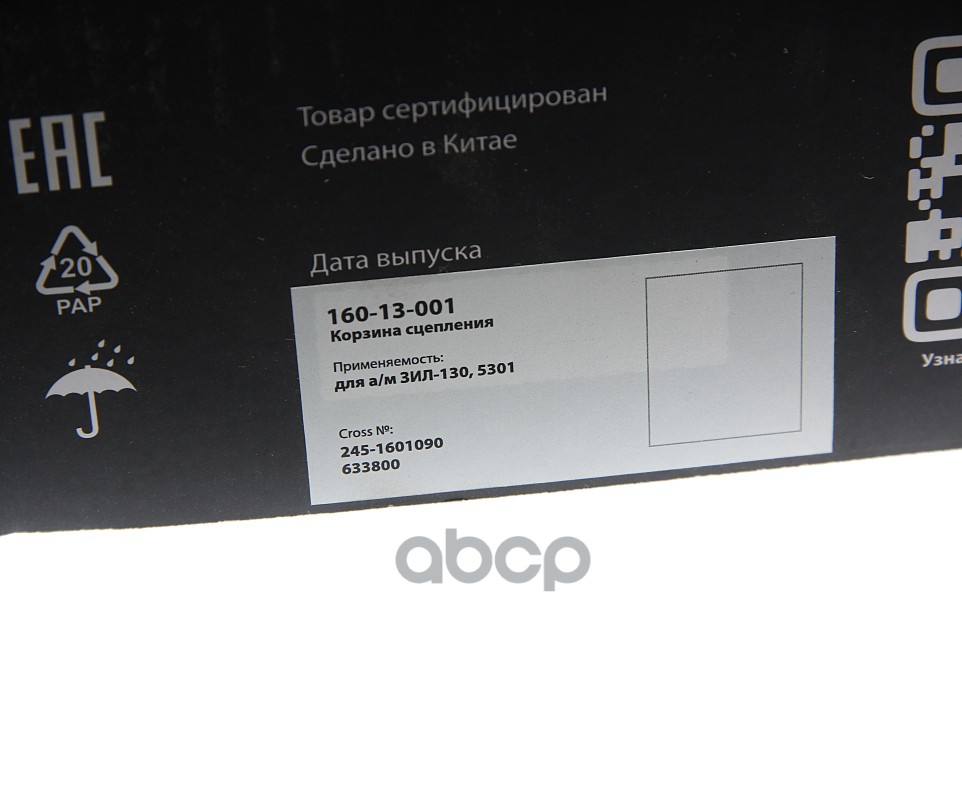 EAC
Товар сертифицирован
Сделано в Китае
20
PAP
Дата выпуска
160-13-001
Корзина сцепления
Применяемость:
для а/м ЗИЛ-130, 5301
Cross №:
245-1601090
633800
Узна
abcp